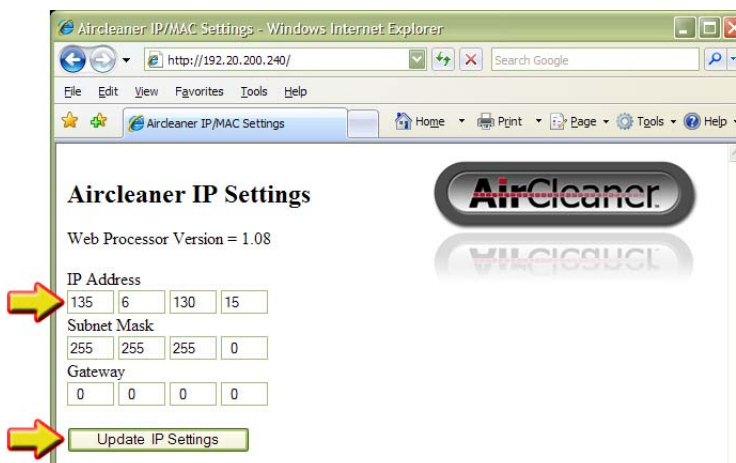 Aircleaner IP/MAC Settings - Windows Internet Explorer
http://192.20.200.240/
Search Google
File Edit View Favorites Tools Help
Aircleaner IP/MAC Settings
Home Print Page Tools Help
Aircleaner IP Settings
AirCleaner.
Web Processor Version = 1.08
IP Address
135 6 130 15
Subnet Mask
255 255 255 0
Gateway
0 0 0 0
Update IP Settings